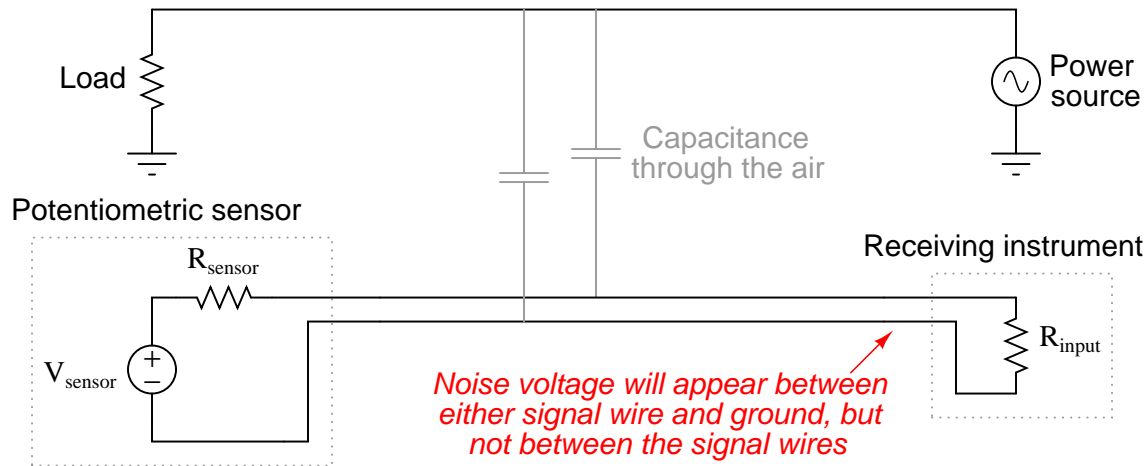 Load
Power
source
Capacitance
through the air
Potentiometric sensor
Receiving instrument
Rsensor
Rinput
Vsensor
+
−
Noise voltage will appear between
either signal wire and ground, but
not between the signal wires